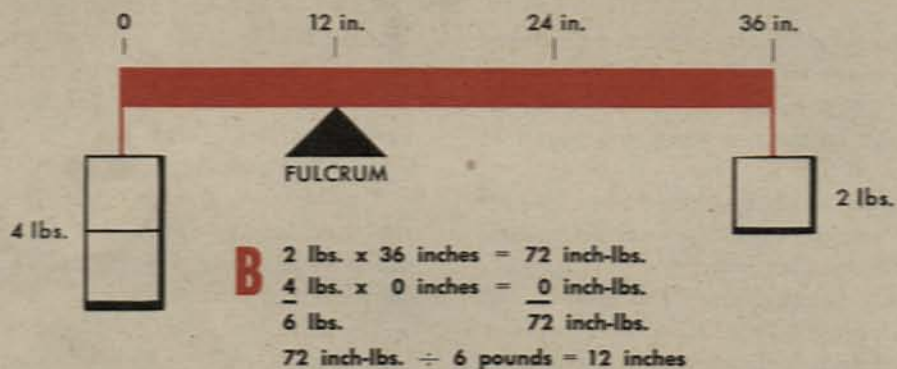 0 12 in. 24 in. 36 in.
FULCRUM
4 lbs.
2 lbs.
B 2 lbs. x 36 inches = 72 inch-lbs.
4 lbs. x 0 inches = 0 inch-lbs.
6 lbs. 72 inch-lbs.
72 inch-lbs. ÷ 6 pounds = 12 inches